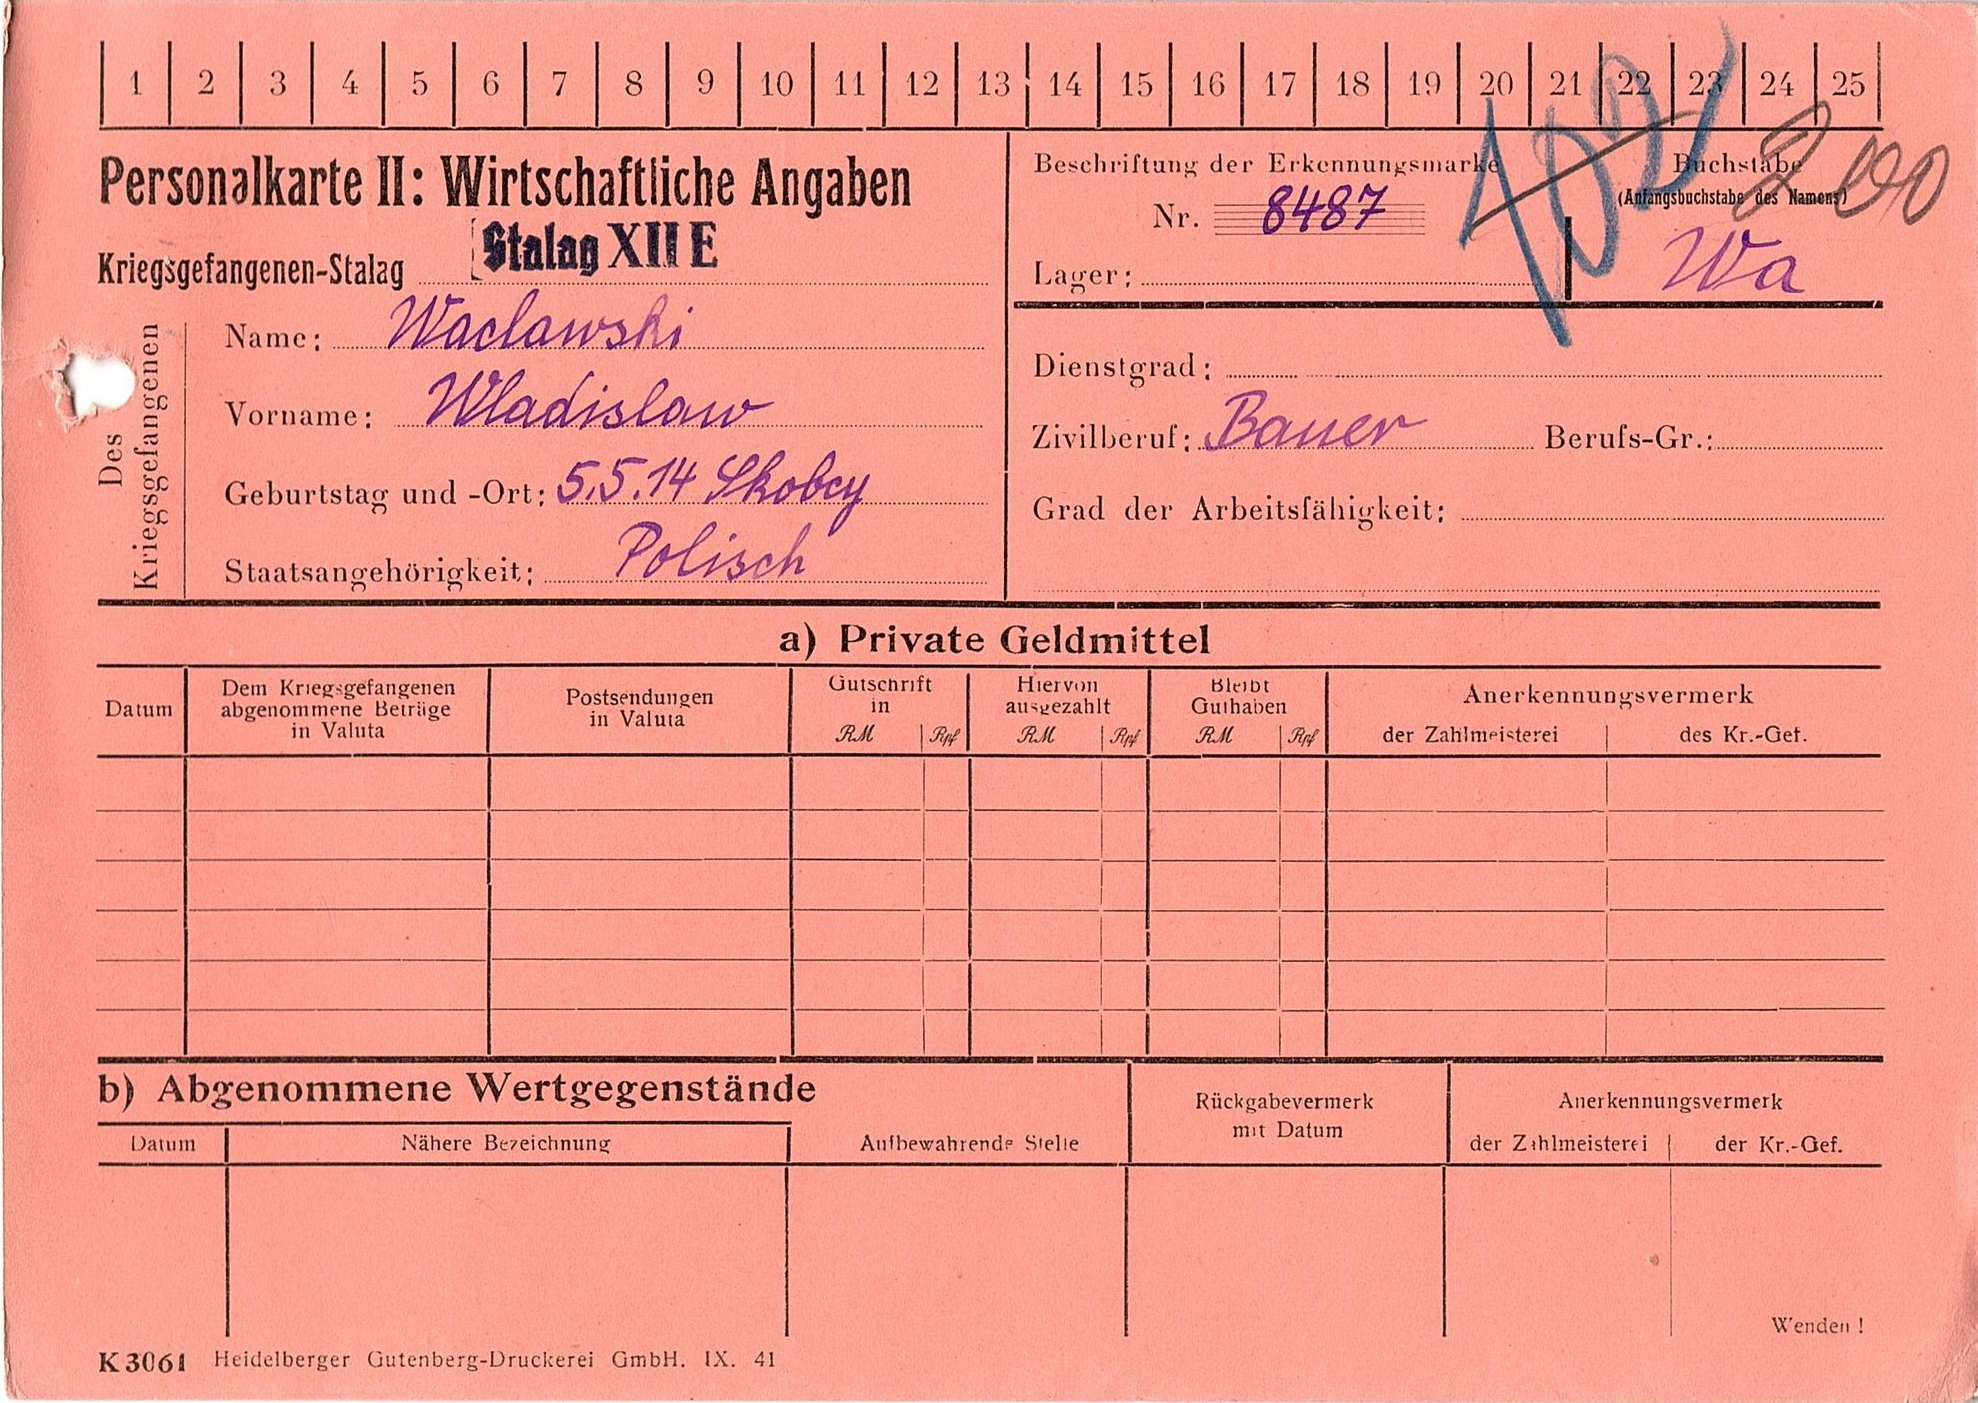 1 2 3 4 5 6 7 8 9 10 11 12 13 14 15 16 17 18 19 20 21 22 23 24 25
Personalkarte II: Wirtschaftliche Angaben
Kriegsgefangenen-Stalag Stalag XII E
Des Kriegsgefangenen
Name: Waclawski
Vorname: Wladislaw
Geburtstag und -Ort: 5.5.14 Skobcy
Staatsangehörigkeit: Polisch
Beschriftung der Erkennungsmarke
Nr. 8487
Lager:
Buchstabe
(Anfangsbuchstabe des Namens)
Wa
Dienstgrad:
Zivilberuf: Bauer Berufs-Gr.:
Grad der Arbeitsfähigkeit:
a) Private Geldmittel
Datum
Dem Kriegsgefangenen
abgenommene Beträge
in Valuta
Postsendungen
in Valuta
Gutschrift
in
RM Rpf
Hiervon
ausgezahlt
RM Rpf
Bleibt
Guthaben
RM Rpf
Anerkennungsvermerk
der Zahlmeisterei des Kr.-Gef.
b) Abgenommene Wertgegenstände
Datum Nähere Bezeichnung Aufbewahrende Stelle
Rückgabevermerk
mit Datum
Anerkennungsvermerk
der Zahlmeisterei der Kr.-Gef.
Wenden!
K 3061 Heidelberger Gutenberg-Druckerei GmbH. IX. 41